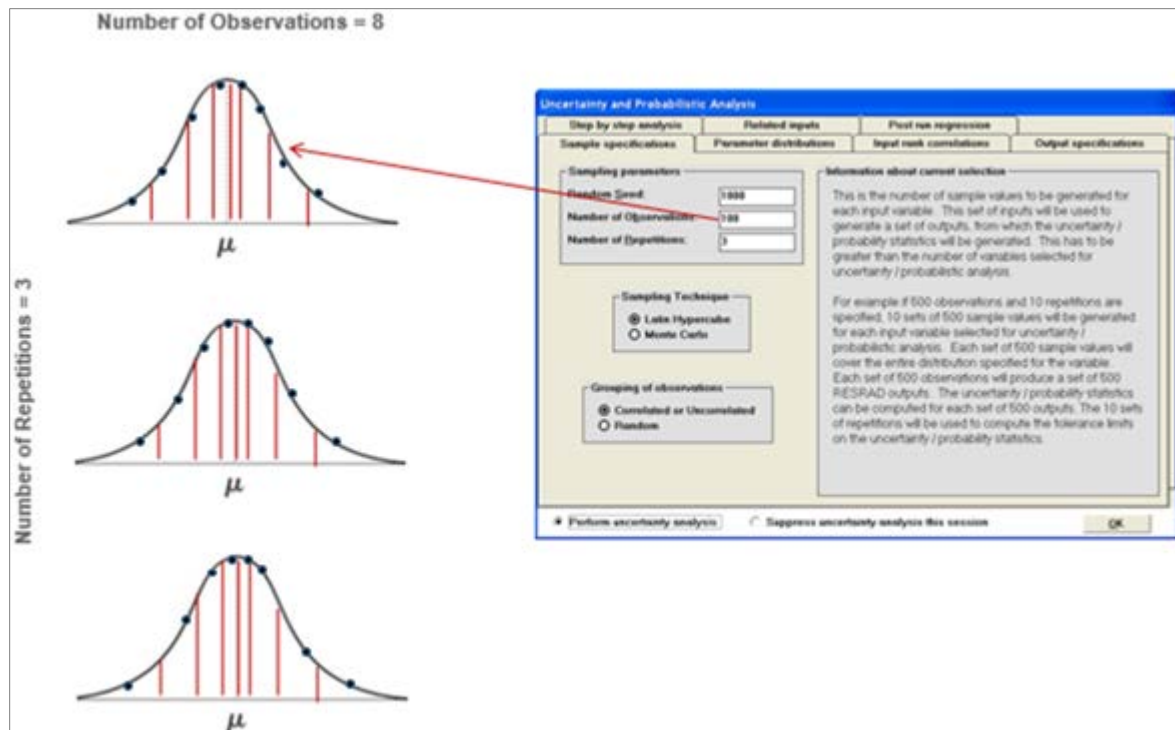 Number of Observations = 8
μ
Number of Repetitions = 3
μ
μ
Uncertainty and Probabilistic Analysis
Step by step analysis
Related inputs
Post run regression
Sample specifications
Parameter distributions
Input rank correlations
Output specifications
Sampling parameters
Random Seed:
1000
Number of Observations:
100
Number of Repetitions:
3
Sampling Technique
Latin Hypercube
Monte Carlo
Grouping of observations
Correlated or Uncorrelated
Random
Information about current selection
This is the number of sample values to be generated for
each input variable. This set of inputs will be used to
generate a set of outputs, from which the uncertainty /
probability statistics will be generated. This has to be
greater than the number of variables selected for
uncertainty / probabilistic analysis.
For example if 500 observations and 10 repetitions are
specified, 10 sets of 500 sample values will be generated
for each input variable selected for uncertainty /
probabilistic analysis. Each set of 500 sample values will
cover the entire distribution specified for the variable.
Each set of 500 observations will produce a set of 500
RESRAD outputs. The uncertainty / probability statistics
can be computed for each set of 500 outputs. The 10 sets
of repetitions will be used to compute the tolerance limits
on the uncertainty / probability statistics.
Perform uncertainty analysis
Suppress uncertainty analysis this session
OK